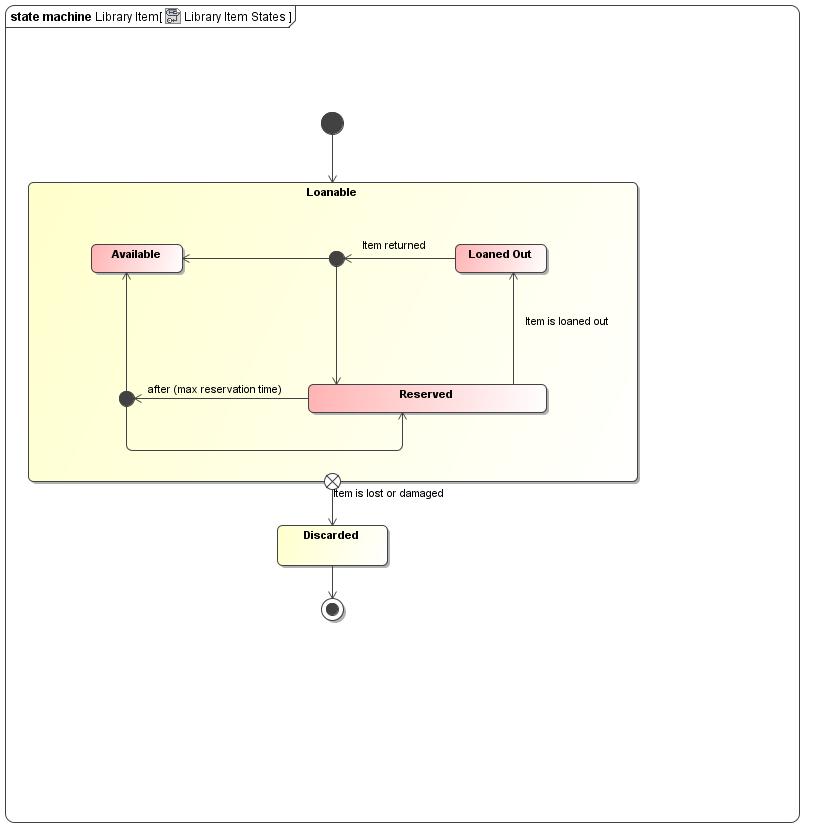 state machine Library Item[ Library Item States ]
Loanable
Available
Item returned
Loaned Out
Item is loaned out
after (max reservation time)
Reserved
Item is lost or damaged
Discarded